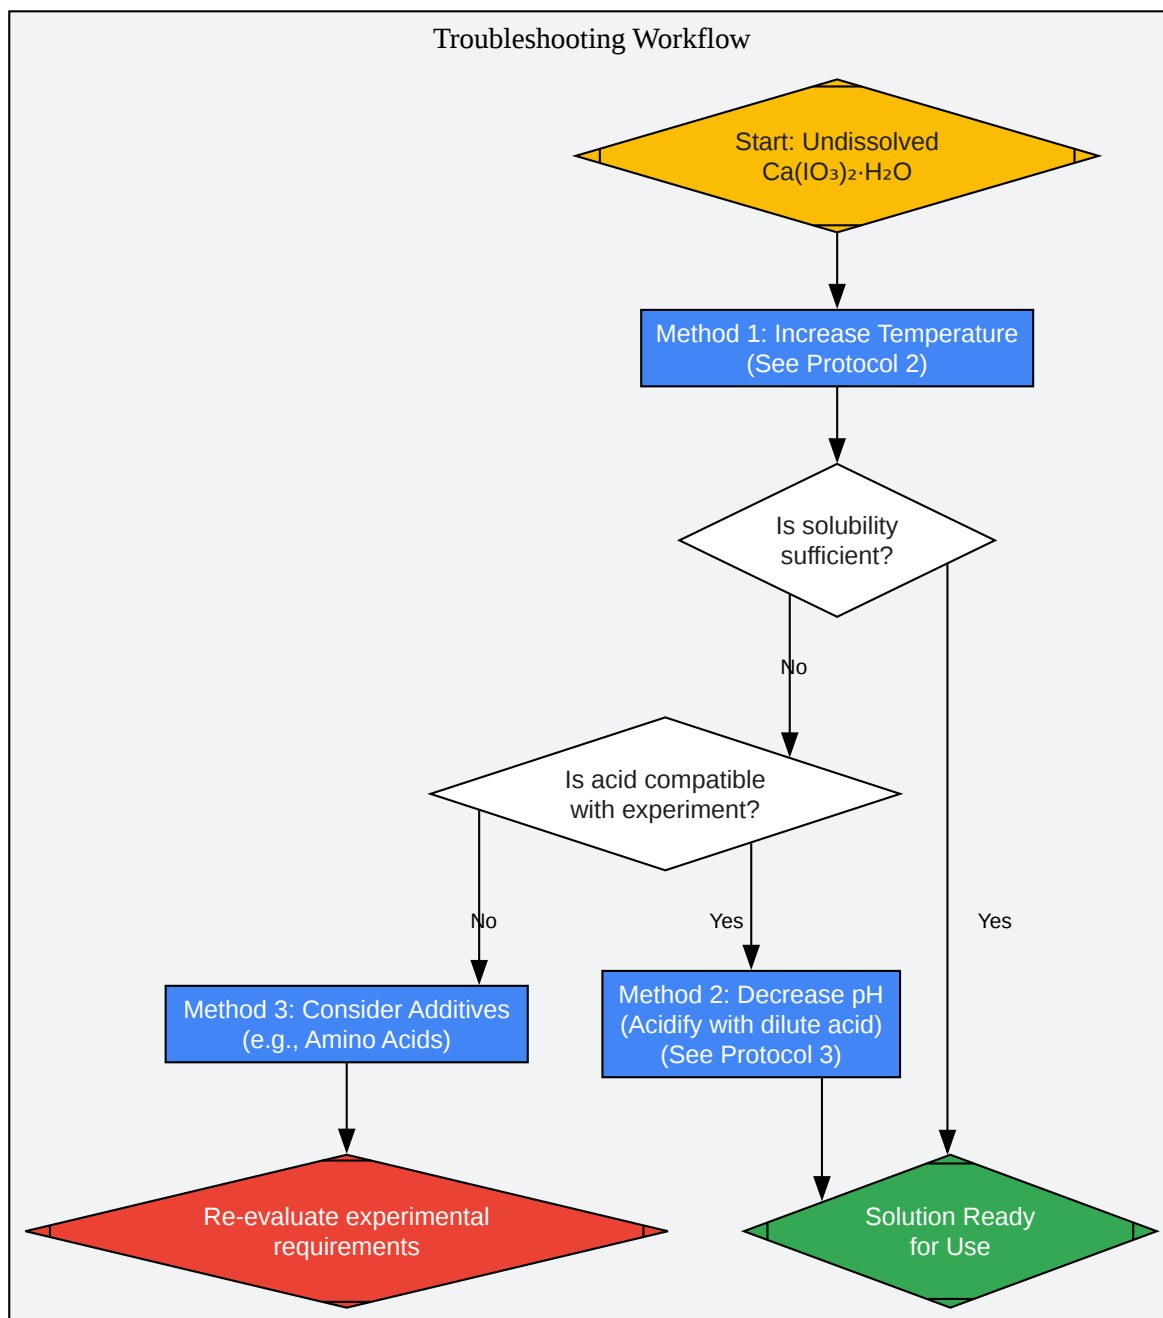 Troubleshooting Workflow
Start: Undissolved
Ca(IO₃)₂·H₂O
Method 1: Increase Temperature
(See Protocol 2)
Is solubility
sufficient?
No
Is acid compatible
with experiment?
No
Yes
Yes
Method 3: Consider Additives
(e.g., Amino Acids)
Method 2: Decrease pH
(Acidify with dilute acid)
(See Protocol 3)
Re-evaluate experimental
requirements
Solution Ready
for Use